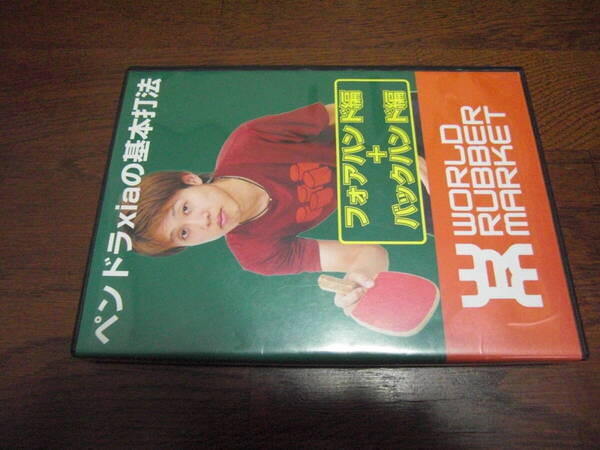 ペンドラxiaの基本打法
フォアハンド編
+
バックハンド編
WORLD
RUBBER
MARKET